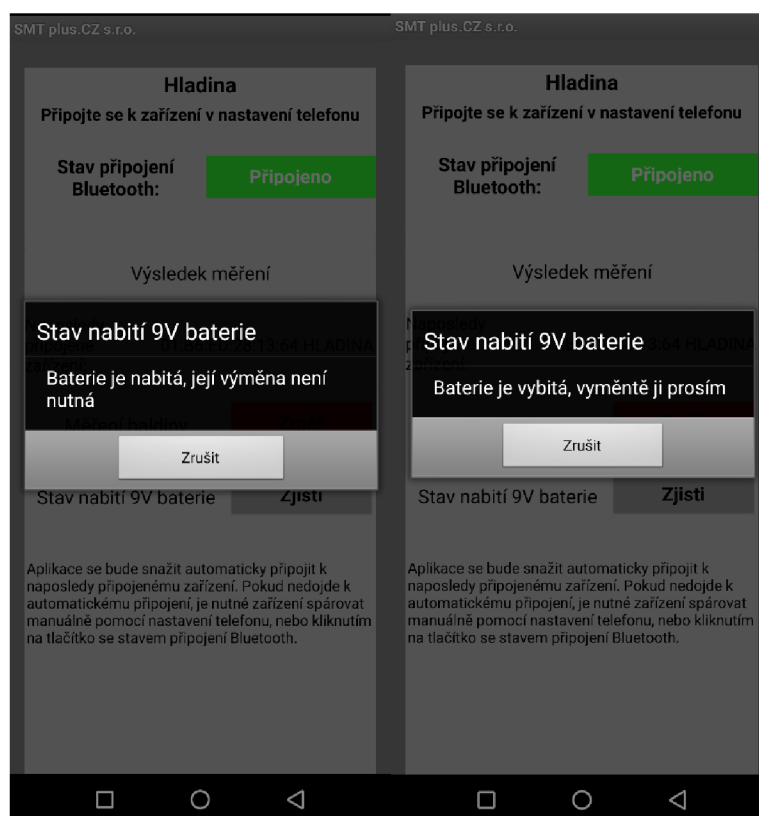 SMT plus.CZ s.r.o.
Hladina
Připojte se k zařízení v nastavení telefonu
Stav připojení
Bluetooth:
Připojeno
Výsledek měření
Stav nabití 9V baterie
Baterie je nabitá, její výměna není
nutná
Zrušit
Stav nabití 9V baterie
Zjisti
Aplikace se bude snažit automaticky připojit k
naposledy připojenému zařízení. Pokud nedojde k
automatickému připojení, je nutné zařízení spárovat
manuálně pomocí nastavení telefonu, nebo kliknutím
na tlačítko se stavem připojení Bluetooth.
SMT plus.CZ s.r.o.
Hladina
Připojte se k zařízení v nastavení telefonu
Stav připojení
Bluetooth:
Připojeno
Výsledek měření
Naposledy
HLADINA
Stav nabití 9V baterie
Baterie je vybitá, vyměntě ji prosím
Zrušit
Stav nabití 9V baterie
Zjisti
Aplikace se bude snažit automaticky připojit k
naposledy připojenému zařízení. Pokud nedojde k
automatickému připojení, je nutné zařízení spárovat
manuálně pomocí nastavení telefonu, nebo kliknutím
na tlačítko se stavem připojení Bluetooth.